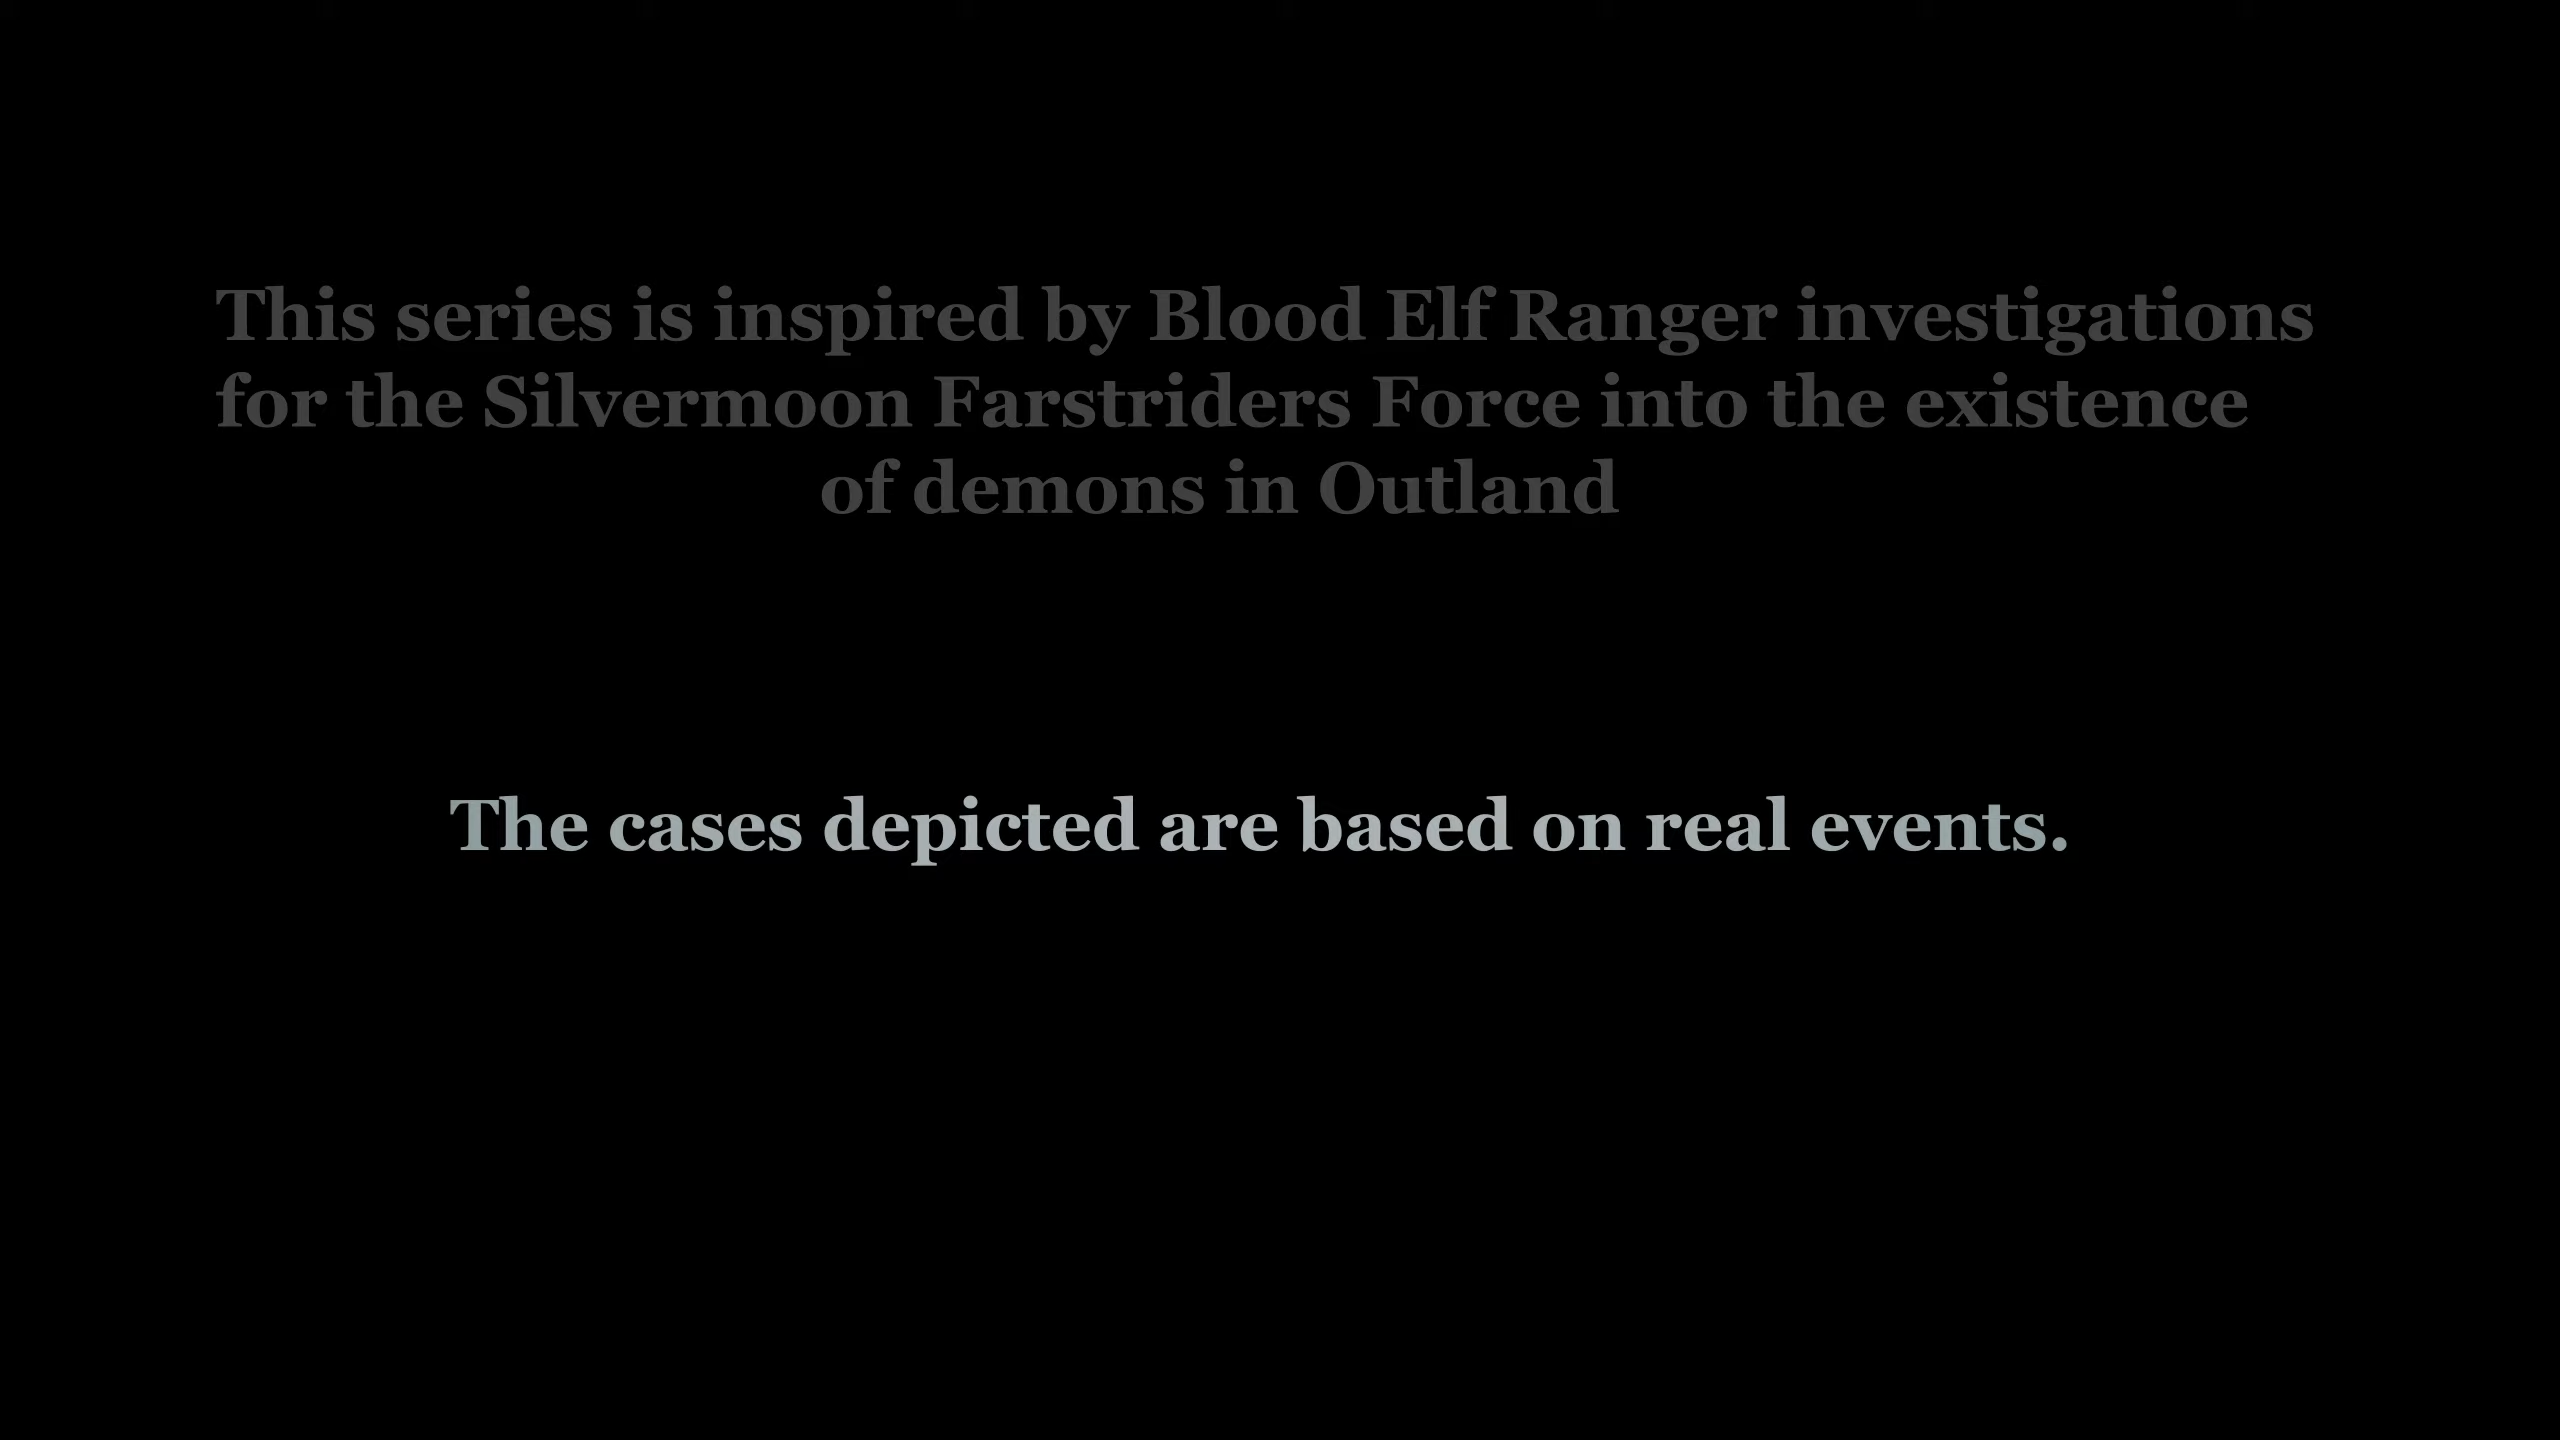 This series is inspired by Blood Elf Ranger investigations
for the Silvermoon Farstriders Force into the existence
of demons in Outland
The cases depicted are based on real events.